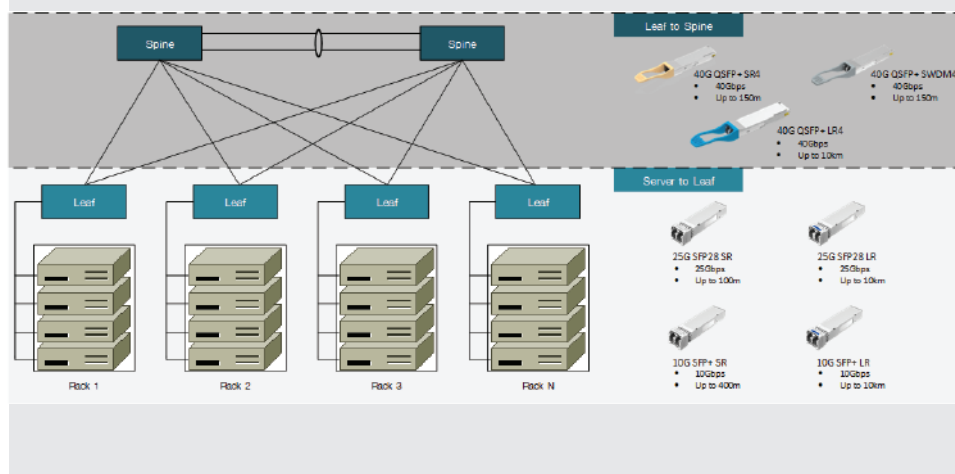 Spine
Spine
Leaf to Spine
40G QSFP+ SR4
• 40Gbps
• Up to 150m
40G QSFP+ SWDM4
• 40Gbps
• Up to 150m
40G QSFP+ LR4
• 40Gbps
• Up to 10km
Leaf
Leaf
Leaf
Leaf
Server to Leaf
25G SFP28 SR
• 25Gbps
• Up to 100m
25G SFP28 LR
• 25Gbps
• Up to 10km
10G SFP+ SR
• 10Gbps
• Up to 400m
10G SFP+ LR
• 10Gbps
• Up to 10km
Rack 1
Rack 2
Rack 3
Rack N